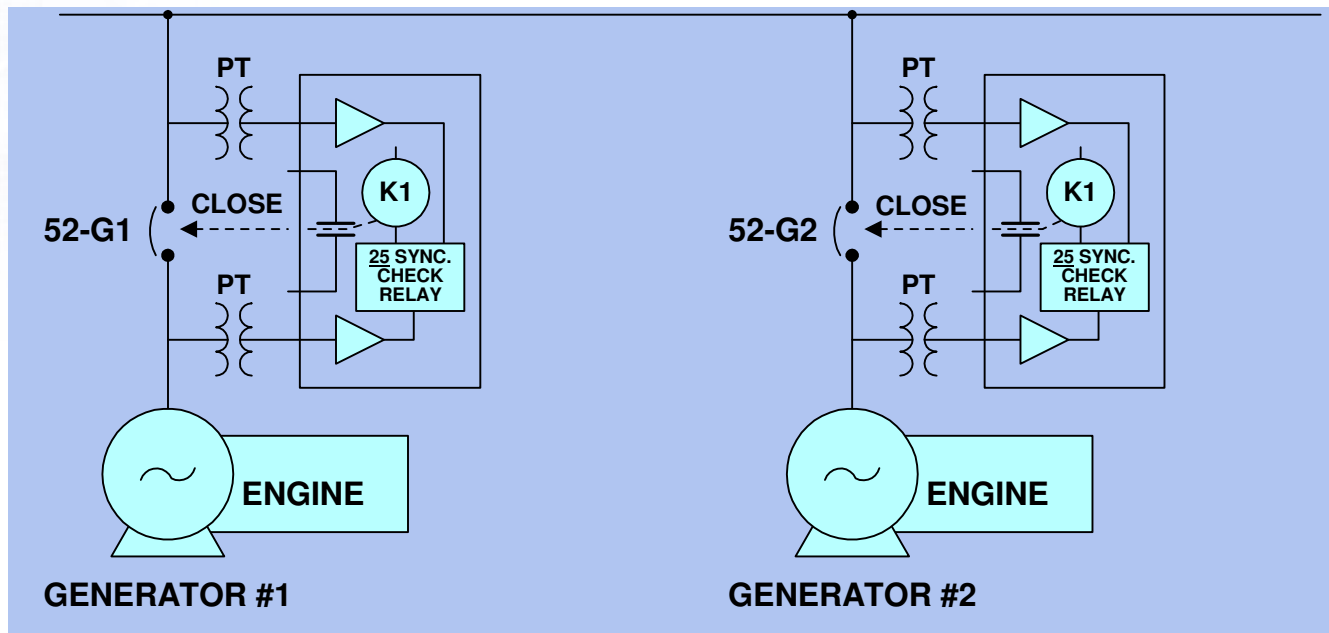 PT
K1
CLOSE
52-G1
25 SYNC.
CHECK
RELAY
PT
ENGINE
GENERATOR #1
PT
K1
CLOSE
52-G2
25 SYNC.
CHECK
RELAY
PT
ENGINE
GENERATOR #2